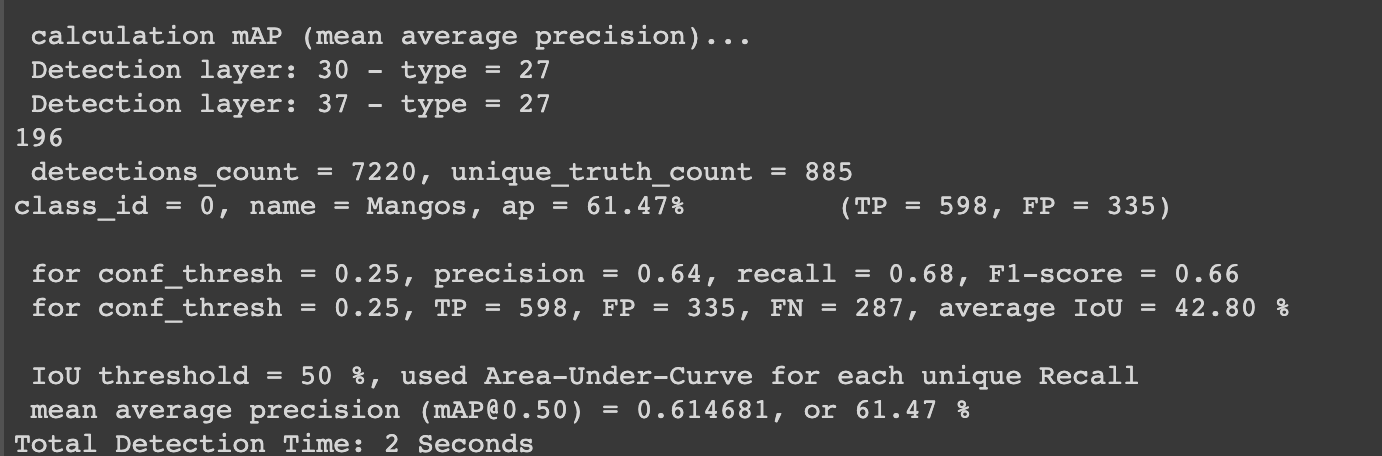 calculation mAP (mean average precision)...
Detection layer: 30 - type = 27
Detection layer: 37 - type = 27
196
detections_count = 7220, unique_truth_count = 885
class_id = 0, name = Mangos, ap = 61.47% (TP = 598, FP = 335)
for conf_thresh = 0.25, precision = 0.64, recall = 0.68, F1-score = 0.66
for conf_thresh = 0.25, TP = 598, FP = 335, FN = 287, average IoU = 42.80 %
IoU threshold = 50 %, used Area-Under-Curve for each unique Recall
mean average precision (mAP@0.50) = 0.614681, or 61.47 %
Total Detection Time: 2 Seconds